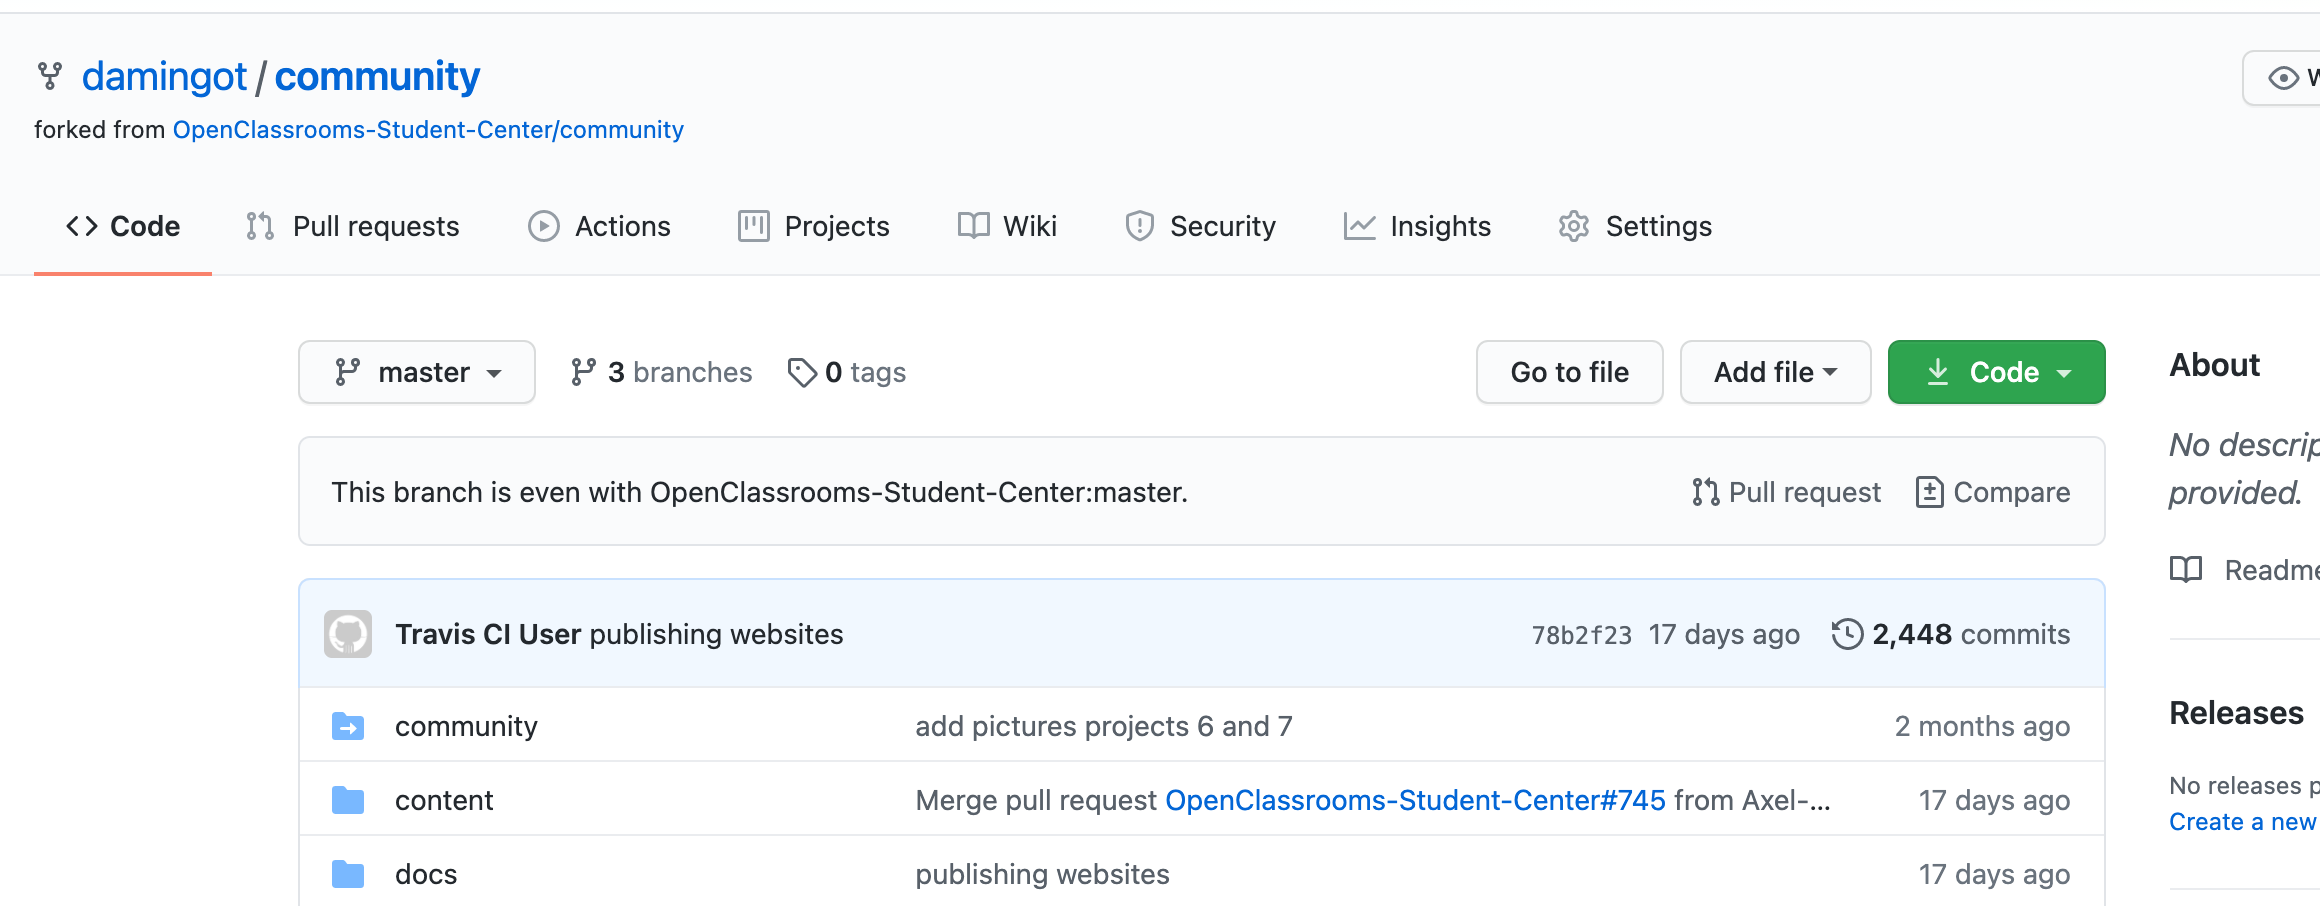 damingot / community
W
forked from OpenClassrooms-Student-Center/community
Code Pull requests Actions Projects Wiki Security Insights Settings
master 3 branches 0 tags Go to file Add file Code
About
This branch is even with OpenClassrooms-Student-Center:master. Pull request Compare
No descrip
provided.
Readme
Travis CI User publishing websites 78b2f23 17 days ago 2,448 commits
community add pictures projects 6 and 7 2 months ago
Releases
content Merge pull request OpenClassrooms-Student-Center#745 from Axel-... 17 days ago
No releases p
Create a new
docs publishing websites 17 days ago